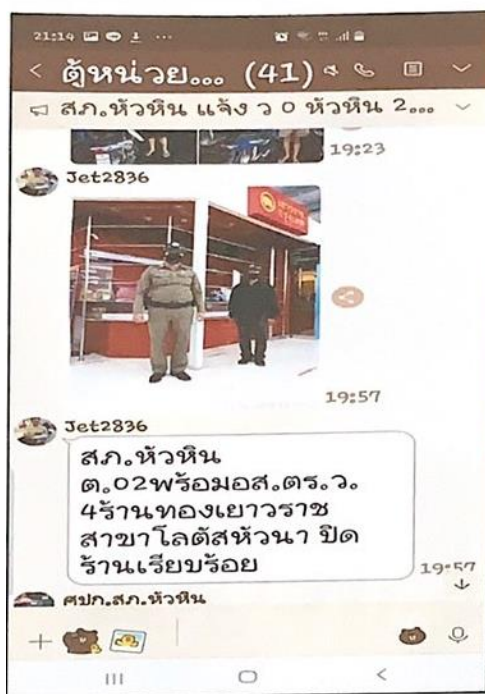 21:14
ตู้หน่วย... (41)
สภ.หัวหิน แจ้ง ว 0 หัวหิน 2...
19:23
Jet2836
19:57
Jet2836
สภ.หัวหิน
ต.02พร้อมอส.ตร.ว.
4ร้านทองเยาวราช
สาขาโลตัสหัวนา ปิด
ร้านเรียบร้อย
19:57
ศปก.สภ.หัวหิน